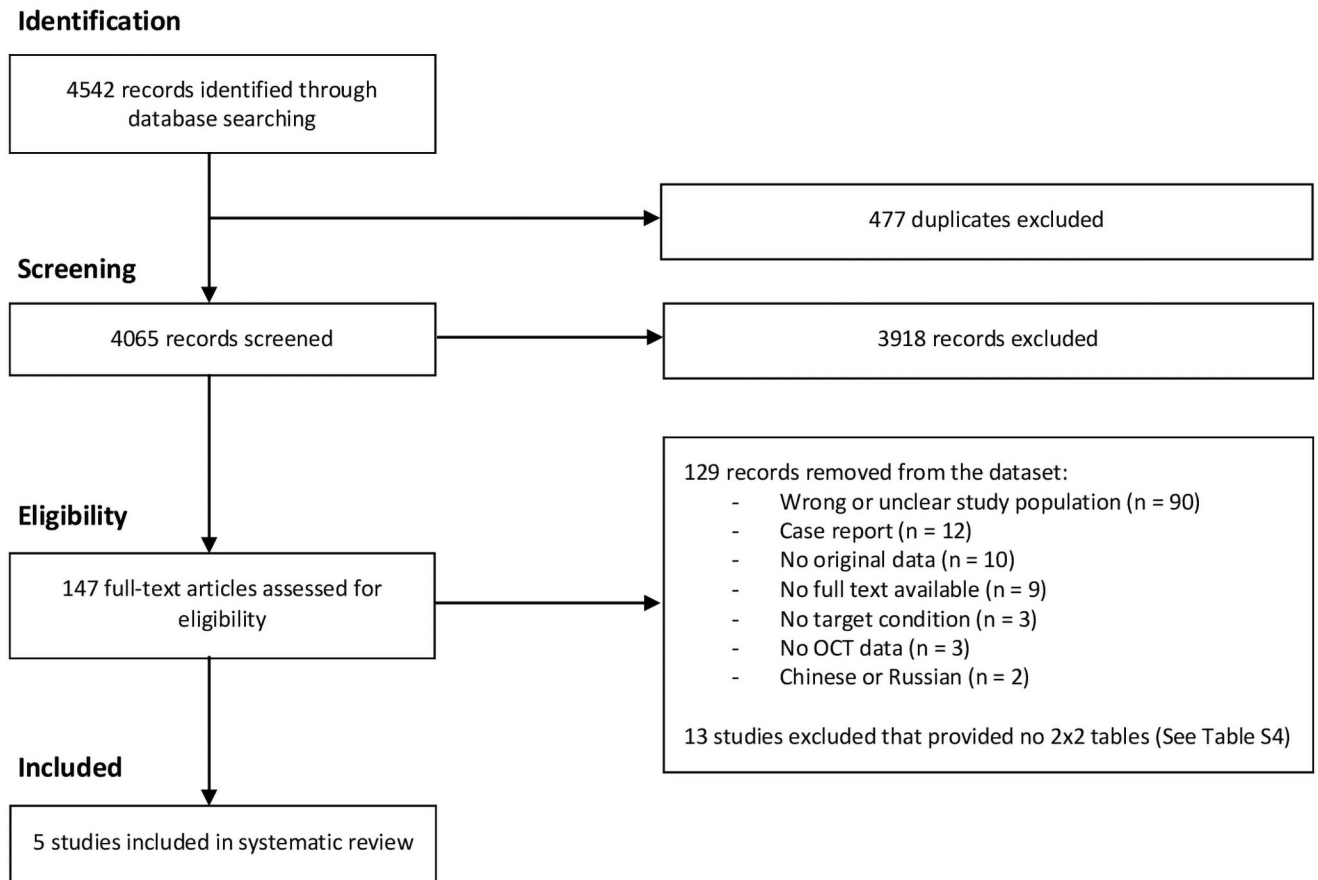 Identification
4542 records identified through
database searching
477 duplicates excluded
Screening
4065 records screened
3918 records excluded
Eligibility
147 full-text articles assessed for
eligibility
129 records removed from the dataset:
- Wrong or unclear study population (n = 90)
- Case report (n = 12)
- No original data (n = 10)
- No full text available (n = 9)
- No target condition (n = 3)
- No OCT data (n = 3)
- Chinese or Russian (n = 2)
13 studies excluded that provided no 2x2 tables (See Table S4)
Included
5 studies included in systematic review